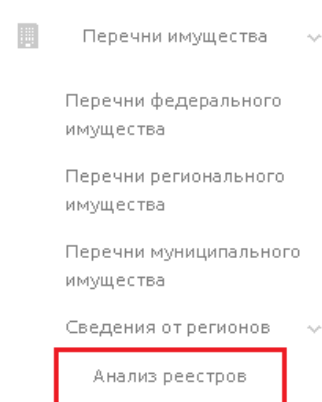 Перечни имущества
Перечни федерального
имущества
Перечни регионального
имущества
Перечни муниципального
имущества
Сведения от регионов
Анализ реестров